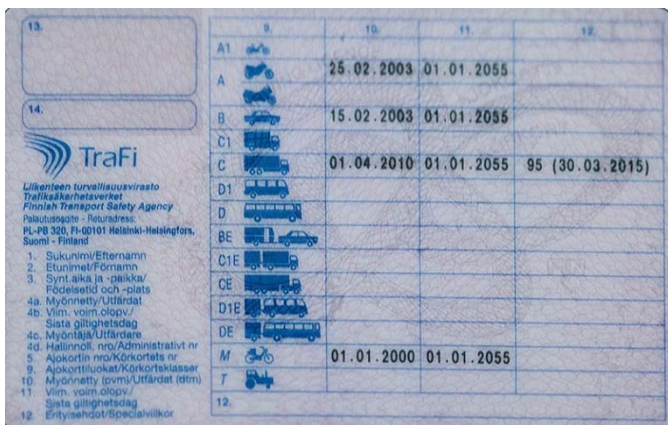 13.
14.
TraFi
Liikenteen turvallisuusvirasto
Trafiksäkerhetsverket
Finnish Transport Safety Agency
Palautusosoite - Returadress:
PL-PB 320, FI-00101 Helsinki-Helsingfors,
Suomi - Finland
1. Sukunimi/Efternamn
2. Etunimet/Förnamn
3. Synt.aika ja -paikka/
Födelsetid och -plats
4a. Myönnetty/Utfärdat
4b. Viim. voim.olopv./
Sista giltighetsdag
4c. Myöntäjä/Utfärdare
4d. Hallinnoll. nro/Administrativt nr
5. Ajokortin nro/Körkortets nr
9. Ajokorttiluokat/Körkortsklasser
10. Myönnetty (pvm)/Utfärdat (dtm)
11. Viim. voim.olopv./
Sista giltighetsdag
12. Erityisehdot/Specialvillkor
9. 10. 11. 12.
A1
A 25.02.2003 01.01.2055
B 15.02.2003 01.01.2055
C1
C 01.04.2010 01.01.2055 95 (30.03.2015)
D1
D
BE
C1E
CE
D1E
DE
M 01.01.2000 01.01.2055
T
12.